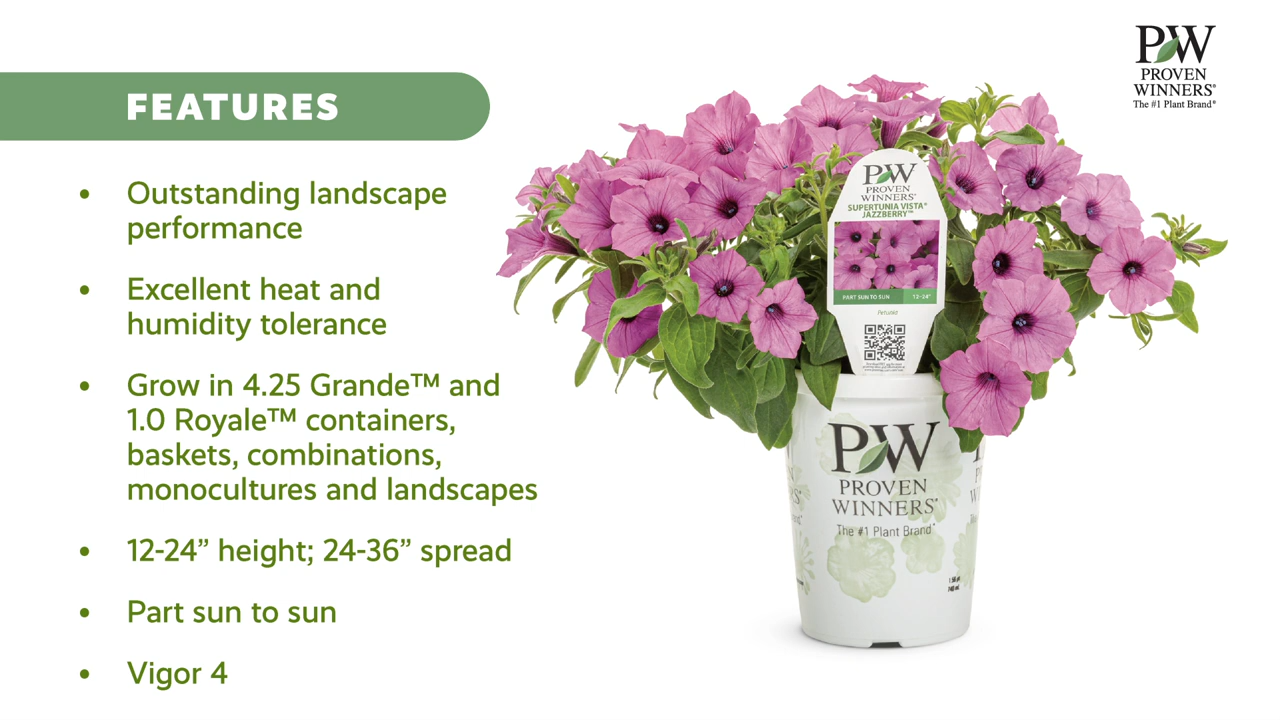 FEATURES
• Outstanding landscape
performance
• Excellent heat and
humidity tolerance
• Grow in 4.25 Grande™ and
1.0 Royale™ containers,
baskets, combinations,
monocultures and landscapes
• 12-24” height; 24-36” spread
• Part sun to sun
• Vigor 4
PW
PROVEN
WINNERS®
The #1 Plant Brand®
PW
PROVEN
WINNERS®
SUPERTUNIA VISTA®
JAZZBERRY™
PART SUN TO SUN 12-24"
Petunia
PW
PROVEN
WINNERS®
The #1 Plant Brand®